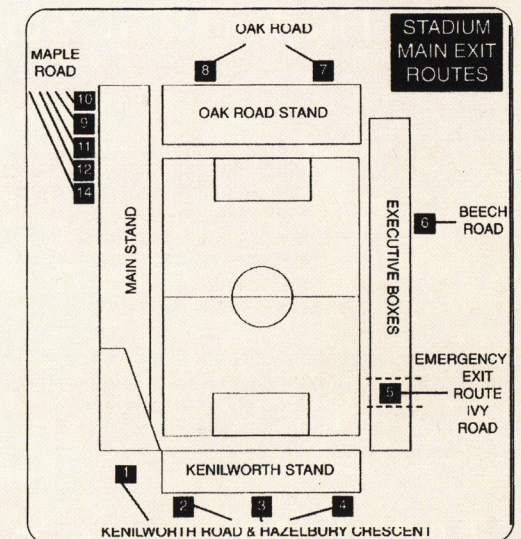 OAK ROAD
STADIUM
MAIN EXIT
ROUTES
MAPLE
ROAD
8
7
10
9
11
12
14
OAK ROAD STAND
MAIN STAND
EXECUTIVE BOXES
6
BEECH
ROAD
EMERGENCY
EXIT
ROUTE
IVY
ROAD
5
KENILWORTH STAND
1
2
3
4
KENILWORTH ROAD & HAZELBURY CRESCENT